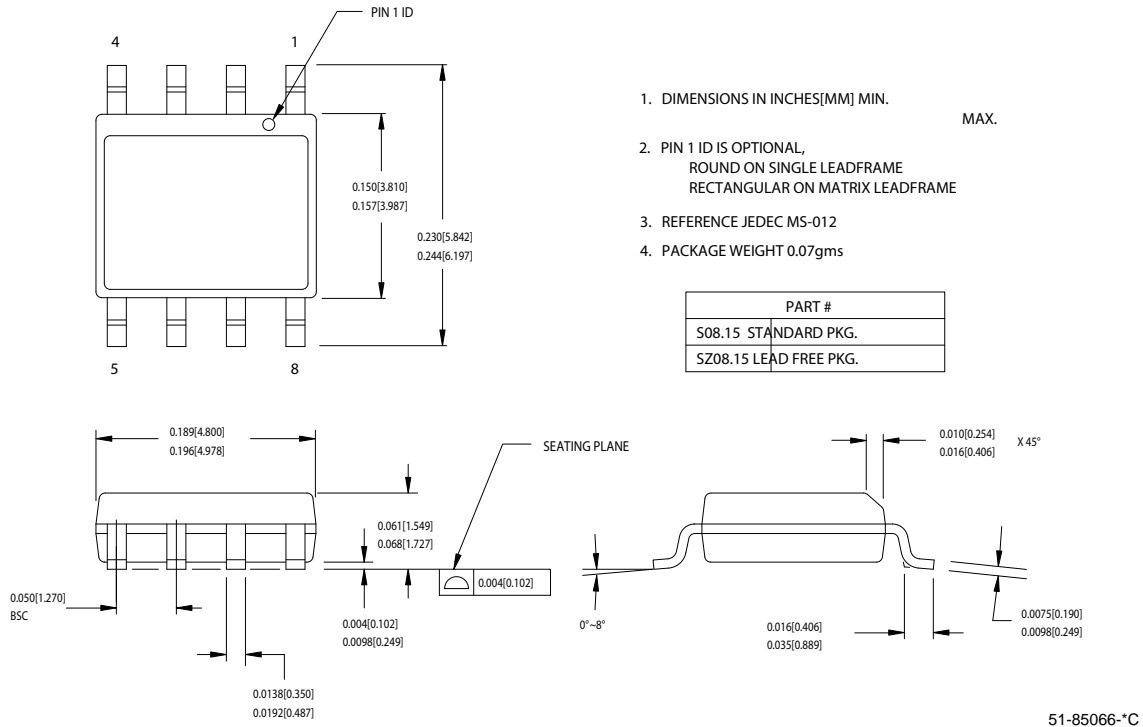 PIN 1 ID
4 1
0.150[3.810]
0.157[3.987]
0.230[5.842]
0.244[6.197]
5 8
1. DIMENSIONS IN INCHES[MM] MIN.
MAX.
2. PIN 1 ID IS OPTIONAL,
ROUND ON SINGLE LEADFRAME
RECTANGULAR ON MATRIX LEADFRAME
3. REFERENCE JEDEC MS-012
4. PACKAGE WEIGHT 0.07gms
PART #
S08.15 STANDARD PKG.
SZ08.15 LEAD FREE PKG.
0.189[4.800]
0.196[4.978]
SEATING PLANE
0.010[0.254]
0.016[0.406]
X 45°
0.061[1.549]
0.068[1.727]
0.004[0.102]
0.050[1.270]
BSC
0.004[0.102]
0.0098[0.249]
0°~8°
0.016[0.406]
0.035[0.889]
0.0075[0.190]
0.0098[0.249]
0.0138[0.350]
0.0192[0.487]
51-85066-*C